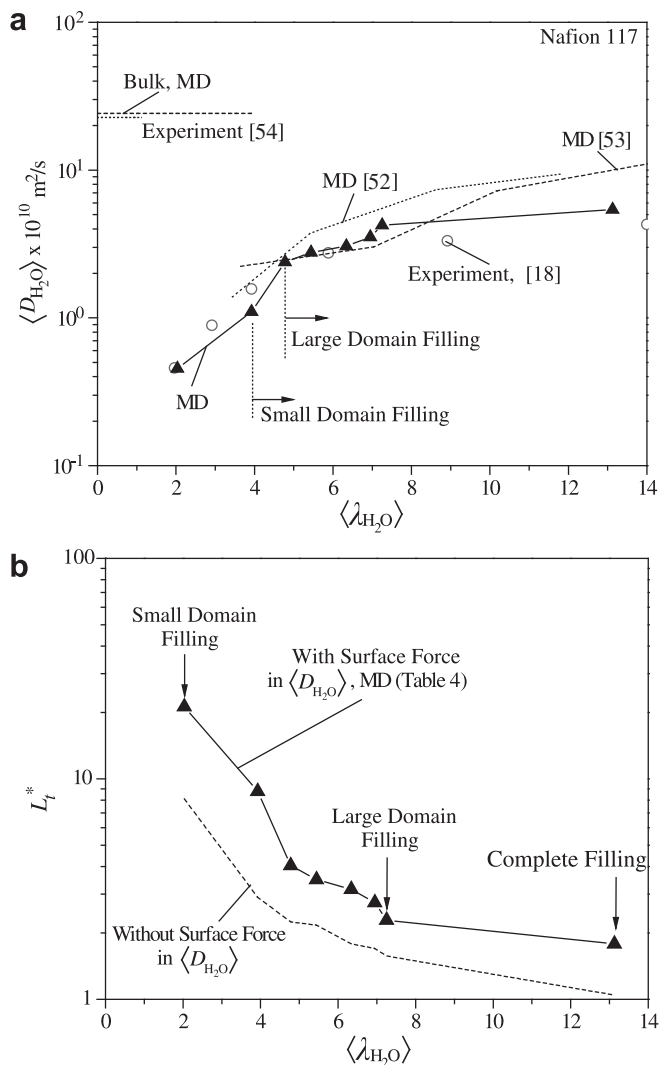 a
Nafion 117
10²
Bulk, MD
Experiment [54]
MD [52]
MD [53]
10¹
⟨D_H₂O⟩ x 10¹⁰ m²/s
Experiment, [18]
Large Domain Filling
10⁰
MD
Small Domain Filling
10⁻¹
0 2 4 6 8 10 12 14
⟨λ_H₂O⟩
b
100
Small Domain
Filling
With Surface Force
in ⟨D_H₂O⟩, MD (Table 4)
L_t*
10
Large Domain
Filling
Complete Filling
Without Surface Force
in ⟨D_H₂O⟩
1
0 2 4 6 8 10 12 14
⟨λ_H₂O⟩